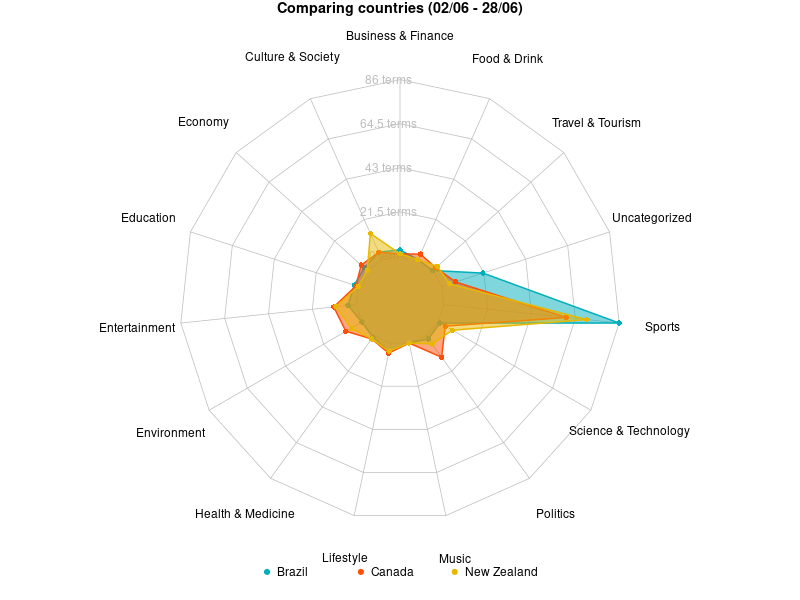 Comparing countries (02/06 - 28/06)
Business & Finance
Culture & Society
Food & Drink
86 terms
Economy
Travel & Tourism
64.5 terms
43 terms
21.5 terms
Education
Uncategorized
Entertainment
Sports
Environment
Science & Technology
Health & Medicine
Politics
Lifestyle
Music
Brazil
Canada
New Zealand